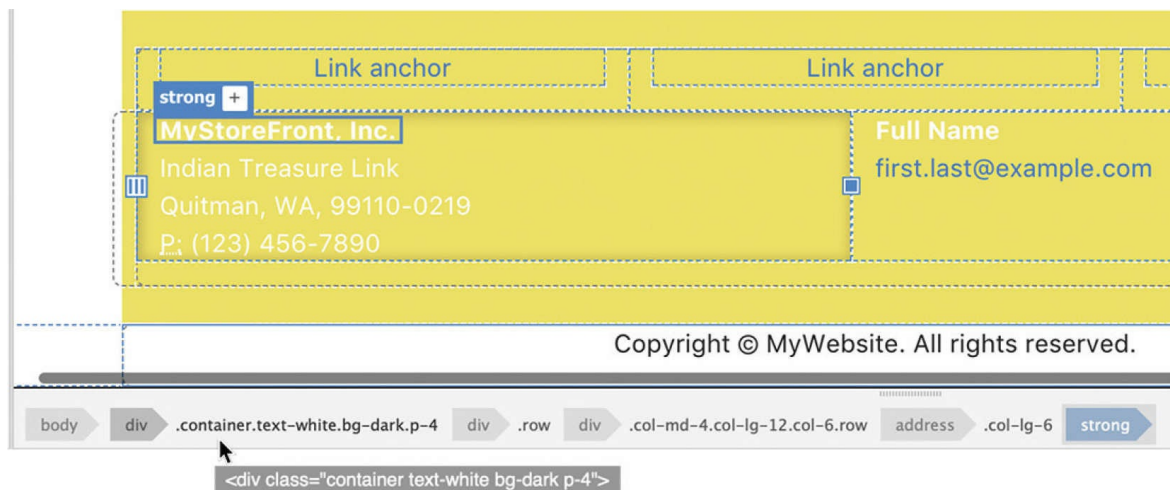 Link anchor Link anchor
strong +
MyStoreFront, Inc. Full Name
Indian Treasure Link first.last@example.com
Quitman, WA, 99110-0219
P: (123) 456-7890
Copyright © MyWebsite. All rights reserved.
body div .container.text-white.bg-dark.p-4 div .row div .col-md-4.col-lg-12.col-6.row address .col-lg-6 strong
<div class="container text-white bg-dark p-4">